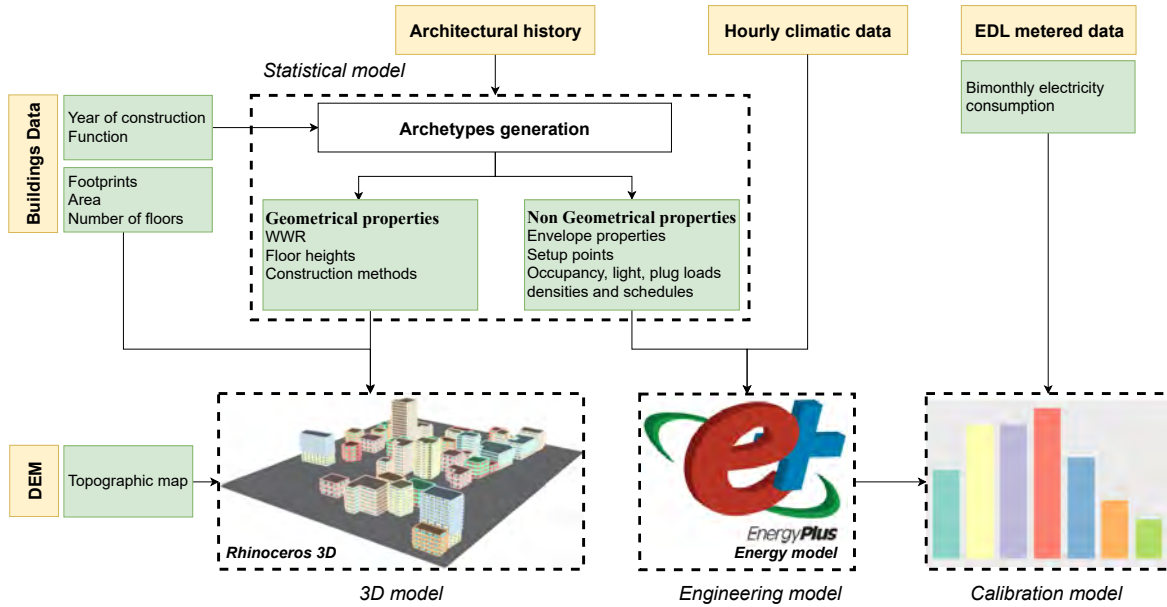 Architectural history
Hourly climatic data
EDL metered data
Statistical model
Bimonthly electricity
consumption
Buildings Data
Year of construction
Function
Archetypes generation
Footprints
Area
Number of floors
Geometrical properties
WWR
Floor heights
Construction methods
Non Geometrical properties
Envelope properties
Setup points
Occupancy, light, plug loads
densities and schedules
DEM
Topographic map
Rhinoceros 3D
e+
EnergyPlus
Energy model
3D model
Engineering model
Calibration model